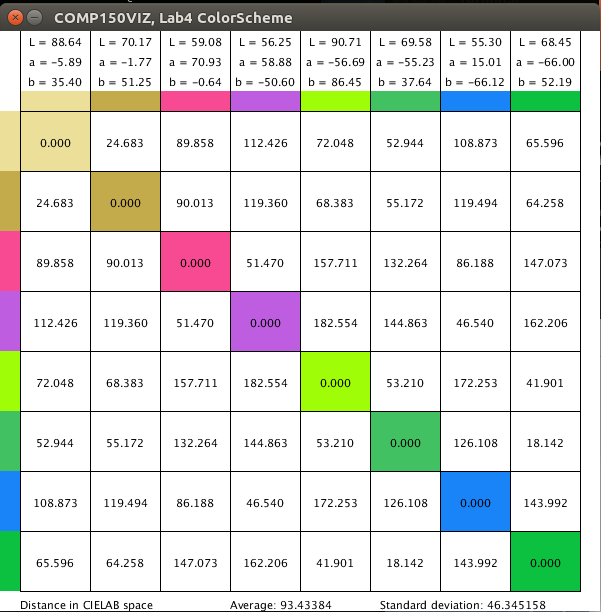 COMP150VIZ, Lab4 ColorScheme
L = 88.64 L = 70.17 L = 59.08 L = 56.25 L = 90.71 L = 69.58 L = 55.30 L = 68.45
a = −5.89 a = −1.77 a = 70.93 a = 58.88 a = −56.69 a = −55.23 a = 15.01 a = −66.00
b = 35.40 b = 51.25 b = −0.64 b = −50.60 b = 86.45 b = 37.64 b = −66.12 b = 52.19
0.000 24.683 89.858 112.426 72.048 52.944 108.873 65.596
24.683 0.000 90.013 119.360 68.383 55.172 119.494 64.258
89.858 90.013 0.000 51.470 157.711 132.264 86.188 147.073
112.426 119.360 51.470 0.000 182.554 144.863 46.540 162.206
72.048 68.383 157.711 182.554 0.000 53.210 172.253 41.901
52.944 55.172 132.264 144.863 53.210 0.000 126.108 18.142
108.873 119.494 86.188 46.540 172.253 126.108 0.000 143.992
65.596 64.258 147.073 162.206 41.901 18.142 143.992 0.000
Distance in CIELAB space Average: 93.43384 Standard deviation: 46.345158